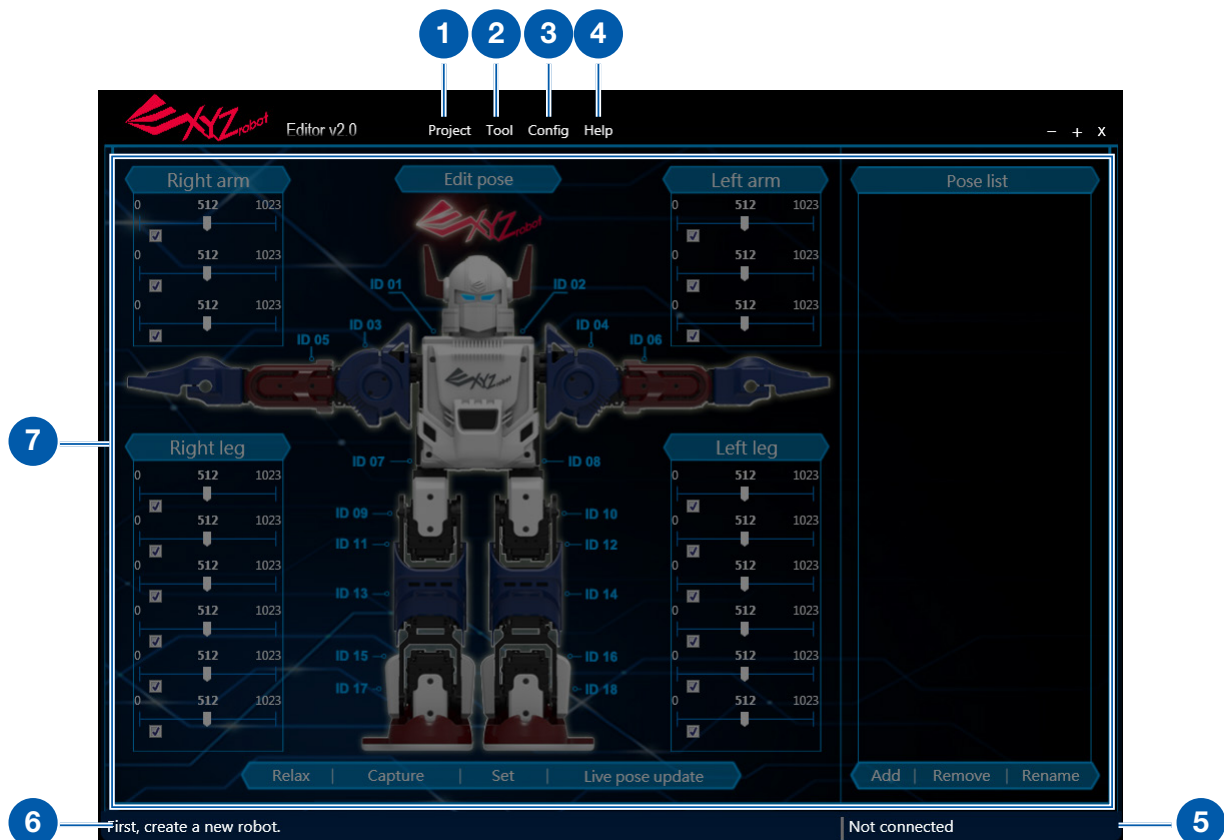 1 2 3 4
XYZrobot Editor v2.0 Project Tool Config Help − + x
Right arm Edit pose Left arm Pose list
0 512 1023 0 512 1023
XYZrobot
0 512 1023 0 512 1023
ID 01 ID 02
0 512 1023 0 512 1023
ID 05 ID 03 ID 04 ID 06
XYZrobot
7
Right leg Left leg
ID 07 ID 08
0 512 1023 0 512 1023
ID 09 ID 10
0 512 1023 0 512 1023
ID 11 ID 12
0 512 1023 0 512 1023
ID 13 ID 14
0 512 1023 0 512 1023
0 512 1023 0 512 1023
ID 15 ID 16
ID 17 ID 18
0 512 1023 0 512 1023
Relax | Capture | Set | Live pose update Add | Remove | Rename
6 First, create a new robot. Not connected 5